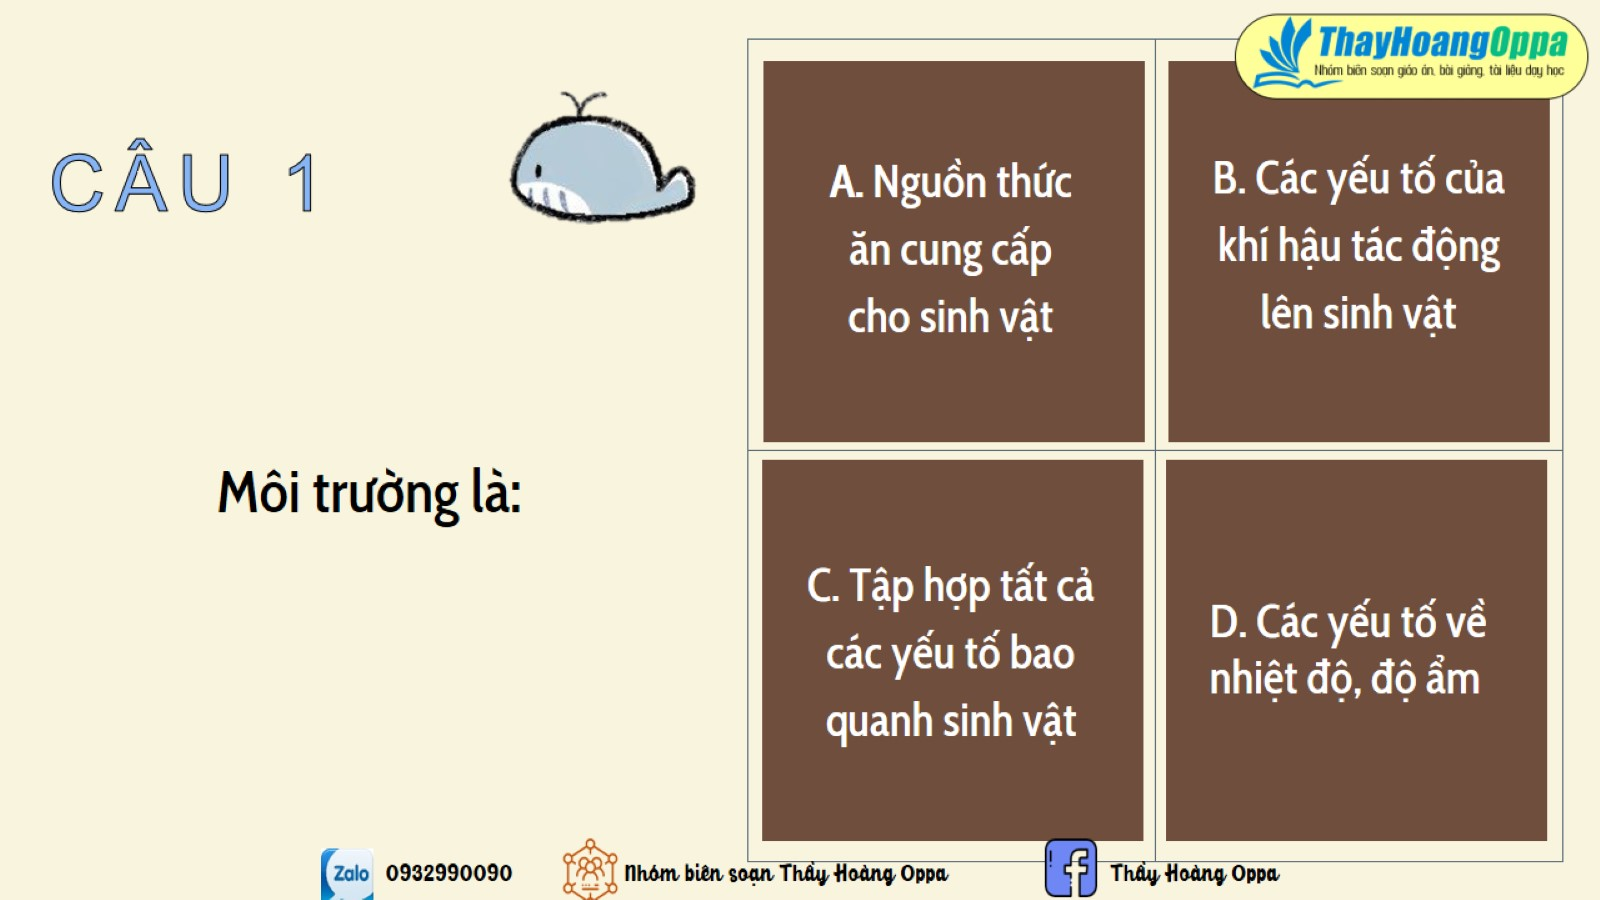 ThayHoangOppa
Nhóm biên soạn giáo án, bài giảng, tài liệu dạy học
CÂU 1
Môi trường là:
A. Nguồn thức
ăn cung cấp
cho sinh vật
B. Các yếu tố của
khí hậu tác động
lên sinh vật
C. Tập hợp tất cả
các yếu tố bao
quanh sinh vật
D. Các yếu tố về
nhiệt độ, độ ẩm
Zalo 0932990090
Nhóm biên soạn Thầy Hoàng Oppa
Thầy Hoàng Oppa